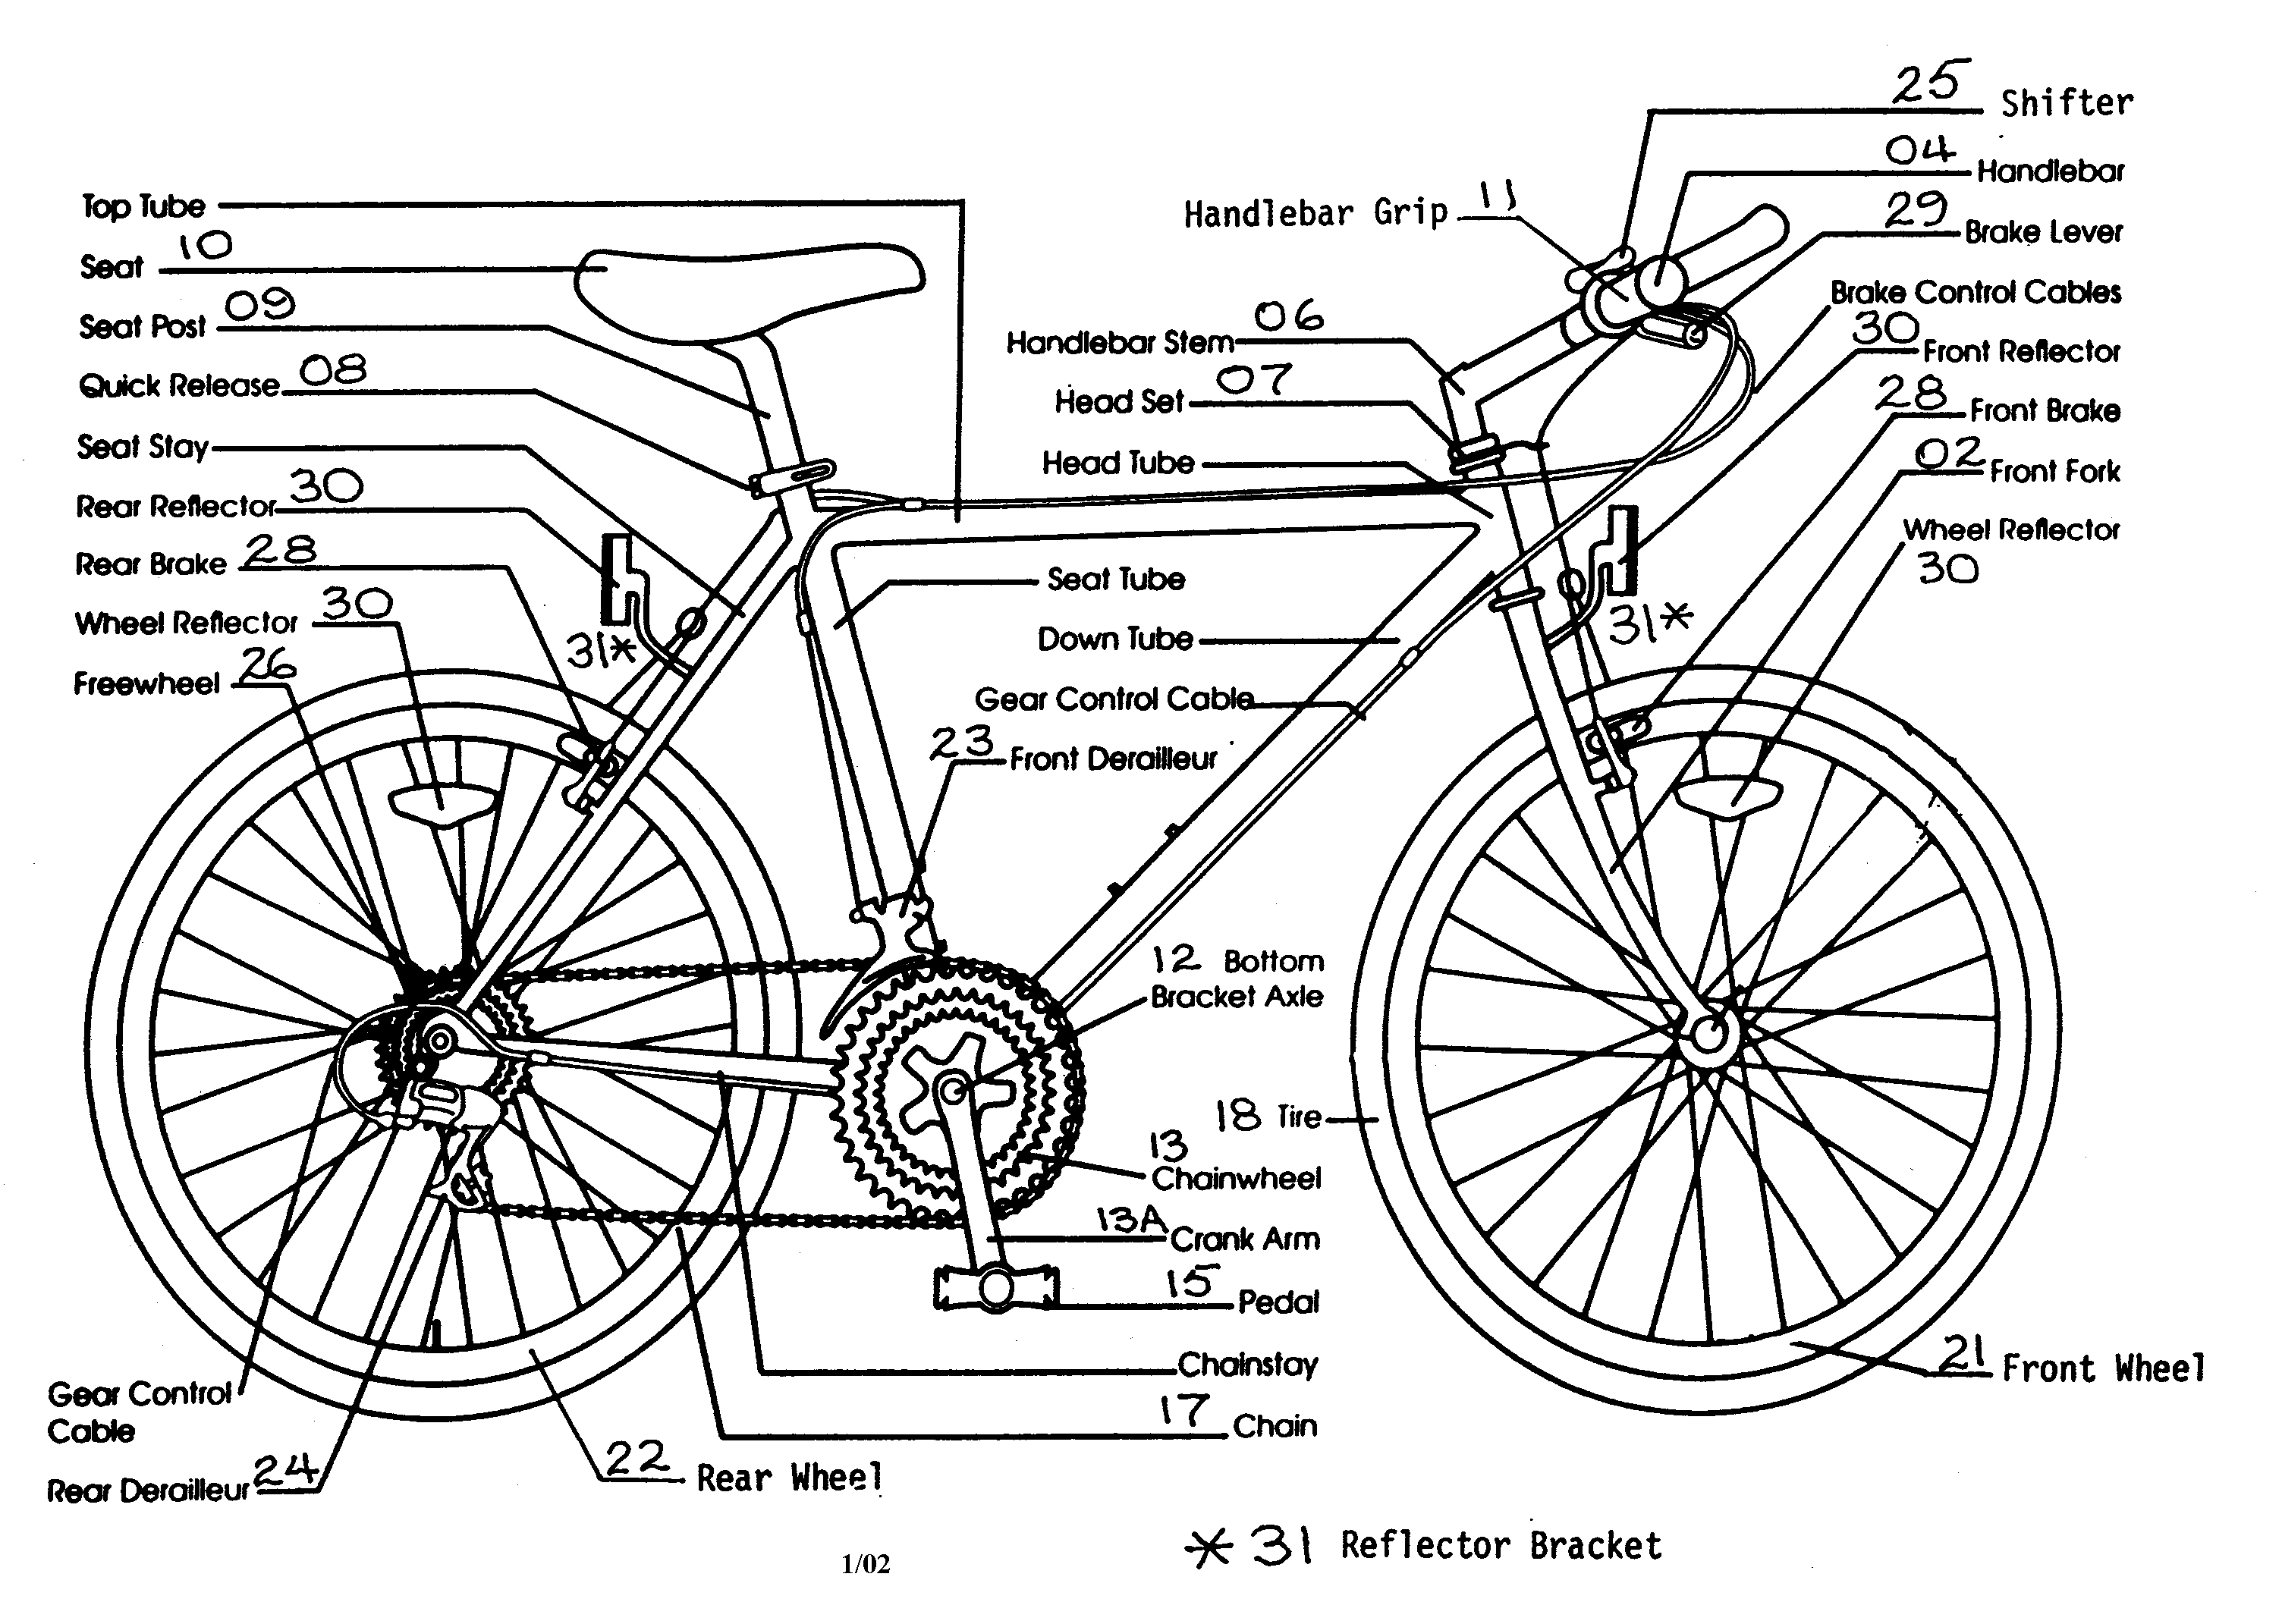 25 Shifter
04 Handlebar
29 Brake Lever
Brake Control Cables
30 Front Reflector
28 Front Brake
02 Front Fork
Wheel Reflector
30
Top Tube
Seat 10
Seat Post 09
Quick Release 08
Seat Stay
Rear Reflector 30
Rear Brake 28
Wheel Reflector 30
Freewheel 26
31*
Handlebar Grip 11
Handlebar Stem 06
Head Set 07
Head Tube
Seat Tube
Down Tube
Gear Control Cable
23 Front Derailleur
31*
12 Bottom
Bracket Axle
18 Tire
13
Chainwheel
13A Crank Arm
15 Pedal
Chainstay
17 Chain
21 Front Wheel
Gear Control
Cable
Rear Derailleur 24
22 Rear Wheel
* 31 Reflector Bracket
1/02